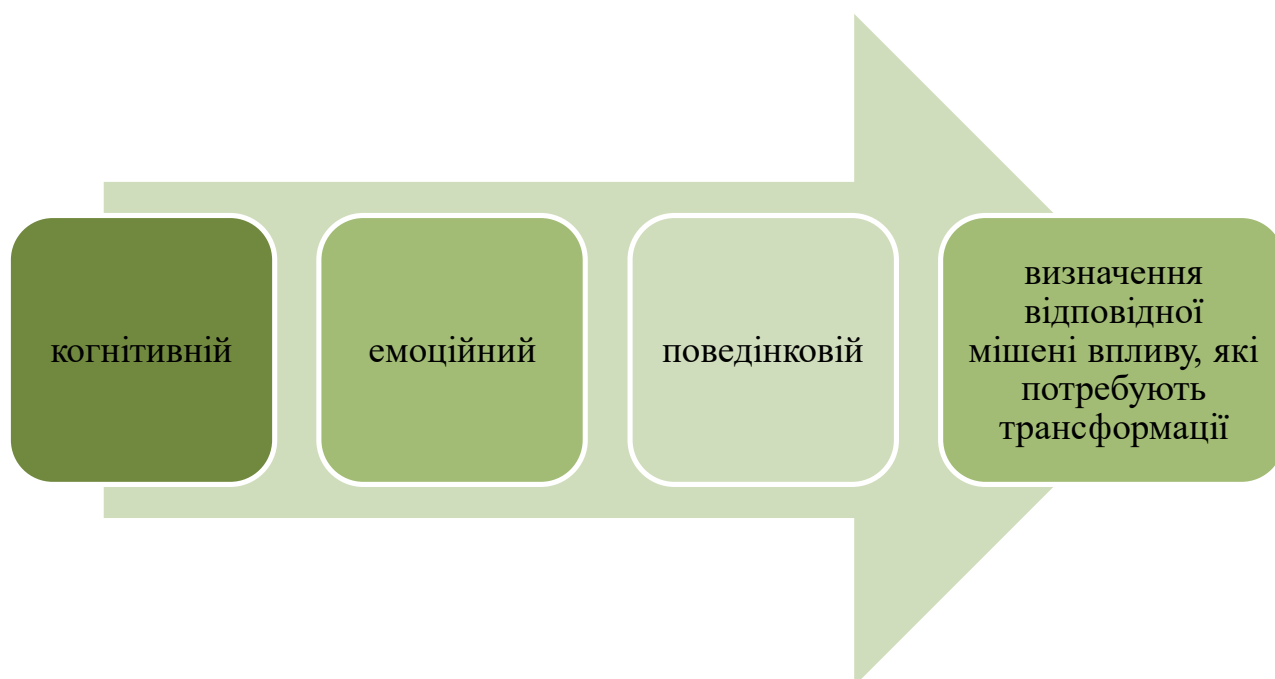 когнітивній
емоційний
поведінковій
визначення
відповідної
мішені впливу, які
потребують
трансформації